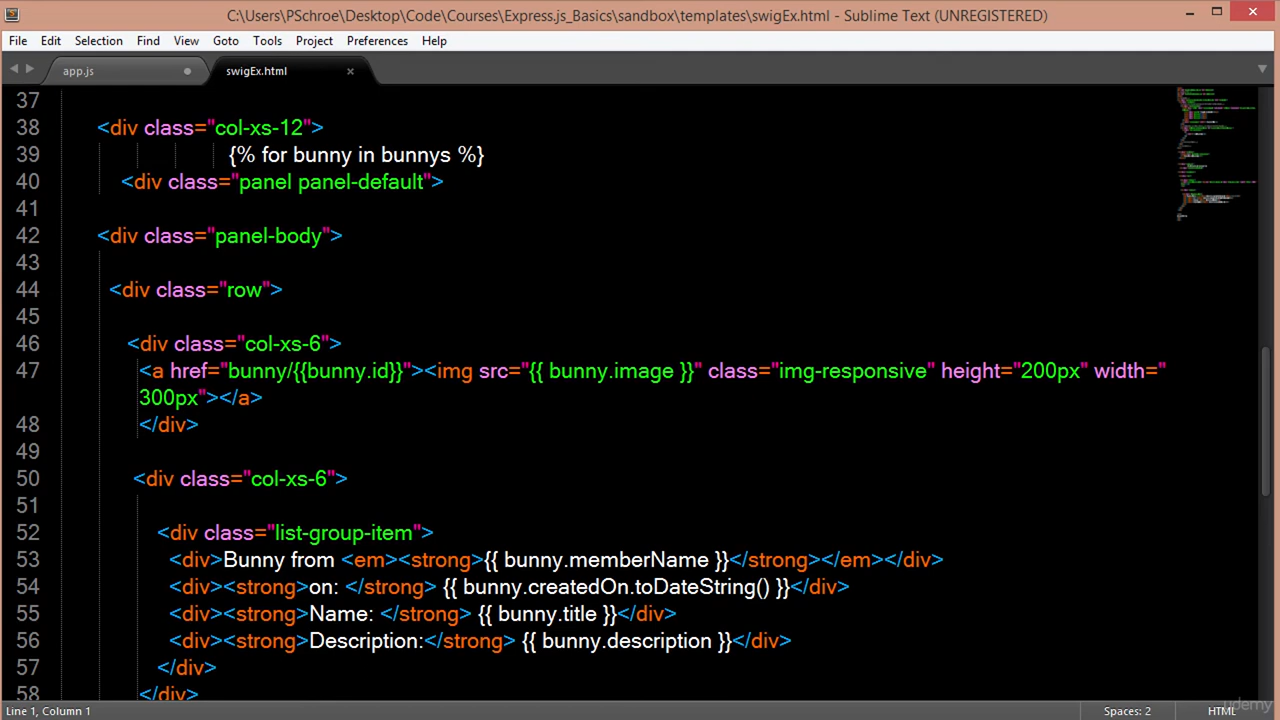 C:\Users\PSchroe\Desktop\Code\Courses\Express.js_Basics\sandbox\templates\swigEx.html - Sublime Text (UNREGISTERED)
File Edit Selection Find View Goto Tools Project Preferences Help
app.js swigEx.html
37
38 <div class="col-xs-12">
39 {% for bunny in bunnys %}
40 <div class="panel panel-default">
41
42 <div class="panel-body">
43
44 <div class="row">
45
46 <div class="col-xs-6">
47 <a href="bunny/{{bunny.id}}"><img src="{{ bunny.image }}" class="img-responsive" height="200px" width="
300px"></a>
48 </div>
49
50 <div class="col-xs-6">
51
52 <div class="list-group-item">
53 <div>Bunny from <em><strong>{{ bunny.memberName }}</strong></em></div>
54 <div><strong>on: </strong> {{ bunny.createdOn.toDateString() }}</div>
55 <div><strong>Name: </strong> {{ bunny.title }}</div>
56 <div><strong>Description:</strong> {{ bunny.description }}</div>
57 </div>
58 </div>
Line 1, Column 1 Spaces: 2 HTML
udemy